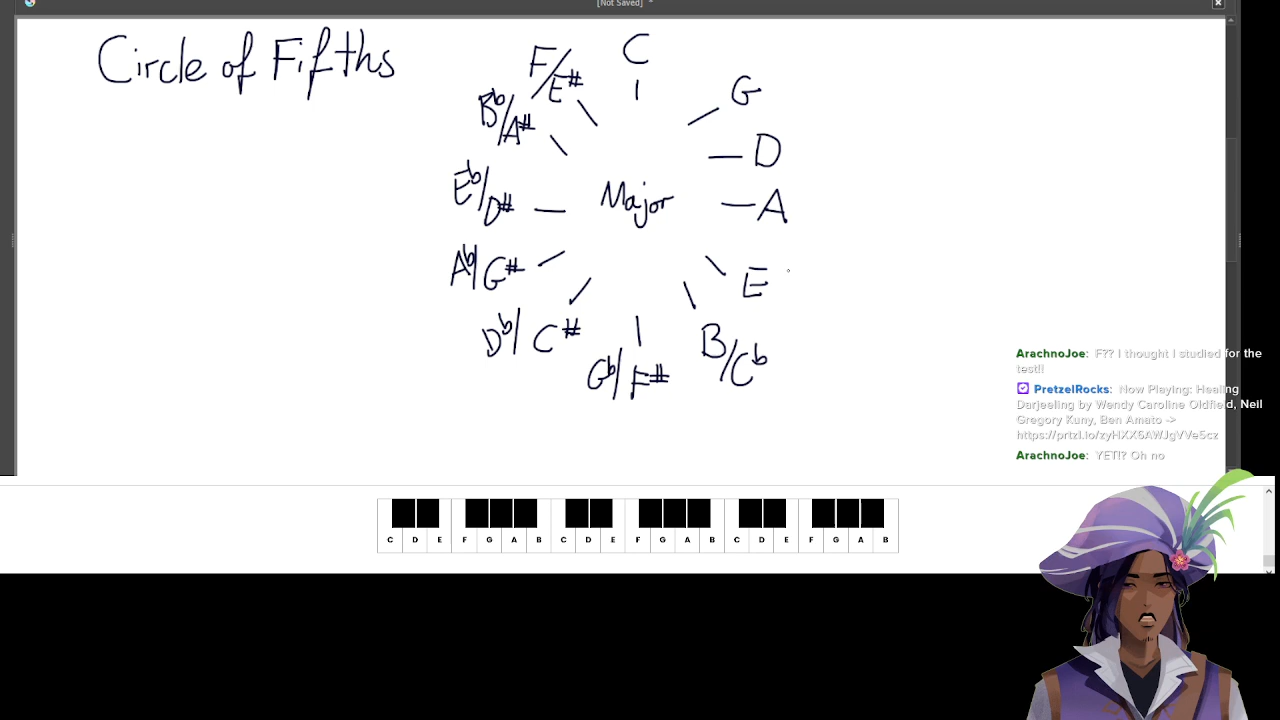 [Not Saved] *
Circle of Fifths
C
G
D
A
E
B/Cb
Gb/F#
Db/C#
Ab/G#
Eb/D#
Bb/A#
F/E#
Major
ArachnoJoe: F?? I thought I studied for the
test!!
PretzelRocks: Now Playing: Healing
Darjeeling by Wendy Caroline Oldfield, Neil
Gregory Kuny, Ben Amato ->
https://prtzl.io/zyHXX6AWJgVVe5cz
ArachnoJoe: YET!? Oh no
C D E F G A B C D E F G A B C D E F G A B